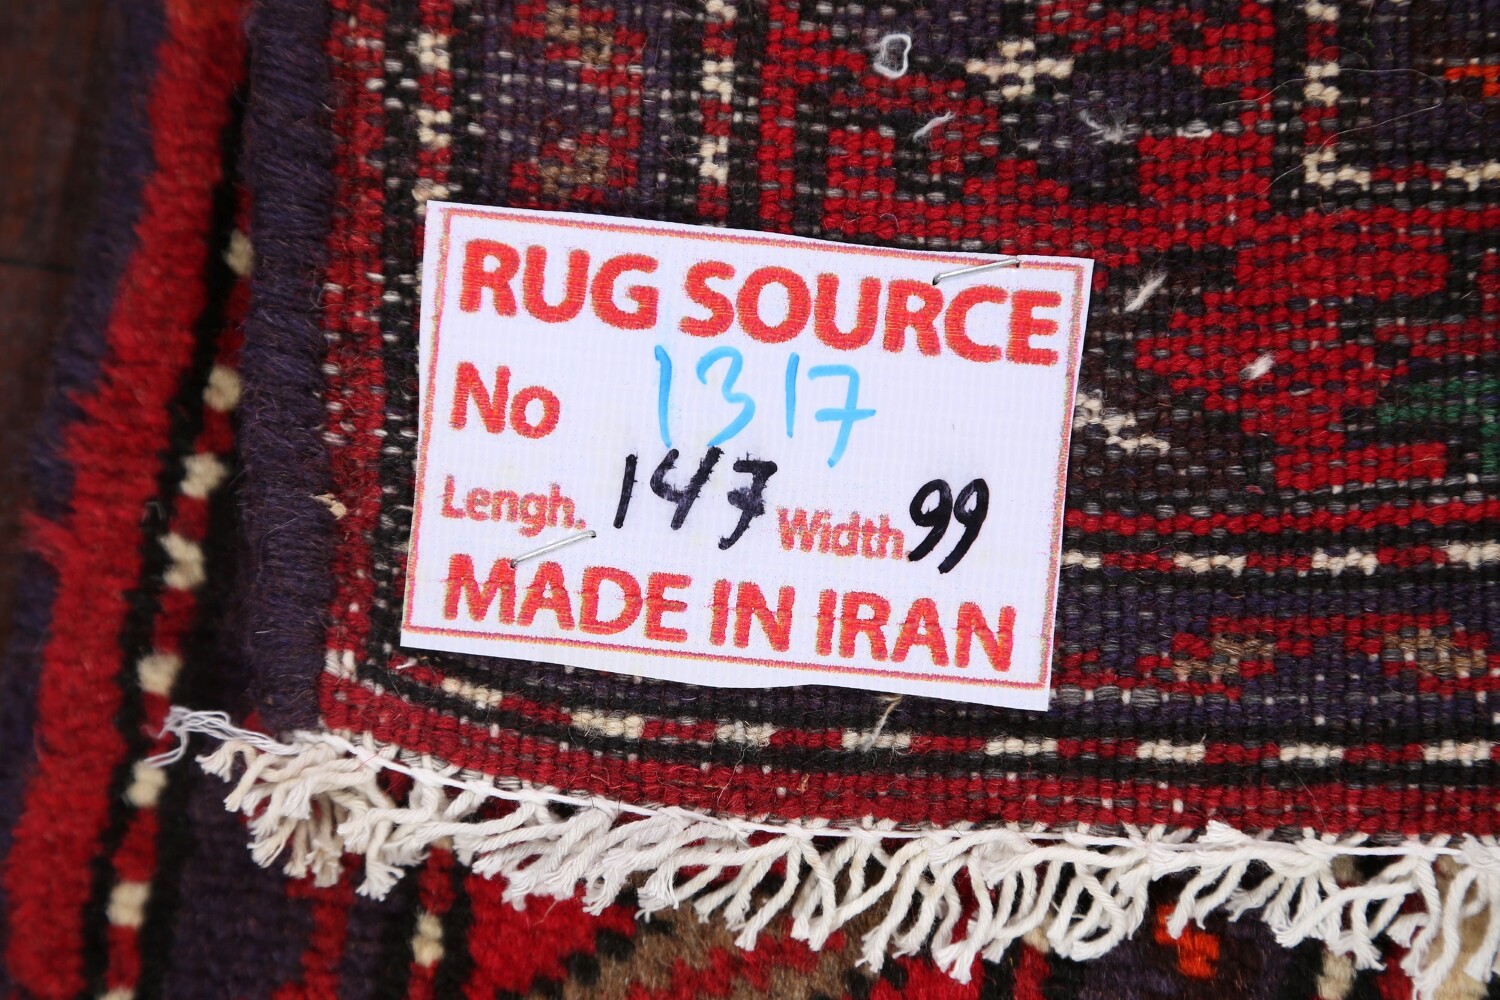 RUG SOURCE
No 1317
Lengh. 147 Width 99
MADE IN IRAN